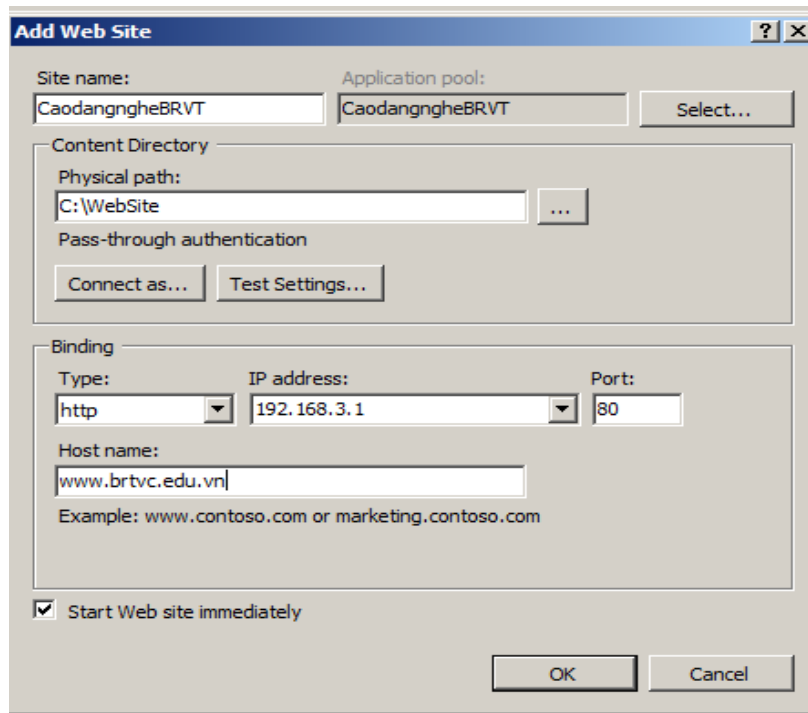 Add Web Site
Site name: Application pool:
CaodangngheBRVT CaodangngheBRVT Select...
Content Directory
Physical path:
C:\WebSite ...
Pass-through authentication
Connect as... Test Settings...
Binding
Type: IP address: Port:
http 192.168.3.1 80
Host name:
www.brtvc.edu.vn
Example: www.contoso.com or marketing.contoso.com
Start Web site immediately
OK Cancel